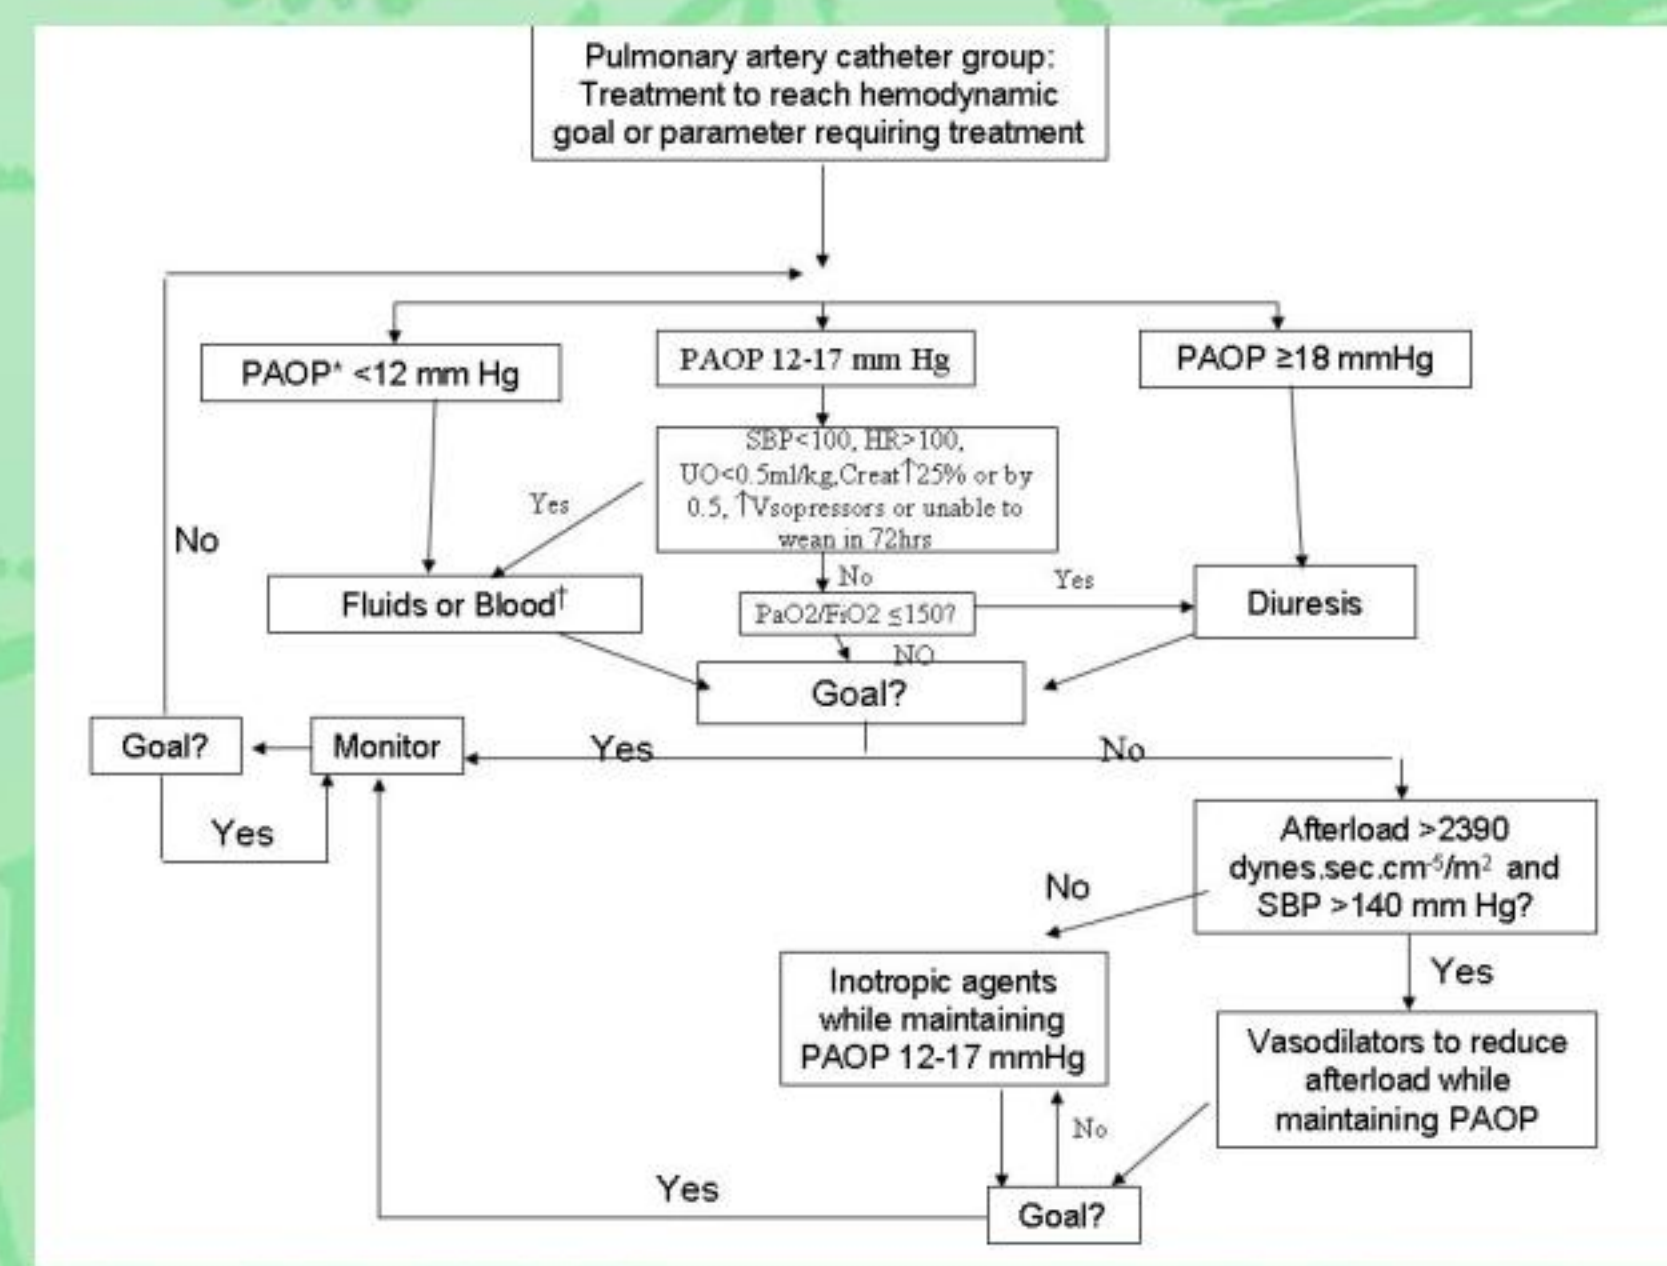 Pulmonary artery catheter group:
Treatment to reach hemodynamic
goal or parameter requiring treatment
PAOP* <12 mm Hg
PAOP 12-17 mm Hg
PAOP ≥18 mmHg
SBP<100, HR>100,
UO<0.5ml/kg,Creat↑25% or by
0.5, ↑Vsopressors or unable to
wean in 72hrs
Yes
No
No
Yes
Fluids or Blood†
PaO2/FiO2 ≤150?
Diuresis
NO
Goal?
Goal?
Monitor
Yes
No
Yes
Afterload >2390
dynes.sec.cm-5/m2 and
SBP >140 mm Hg?
No
Yes
Inotropic agents
while maintaining
PAOP 12-17 mmHg
Vasodilators to reduce
afterload while
maintaining PAOP
No
Yes
Goal?